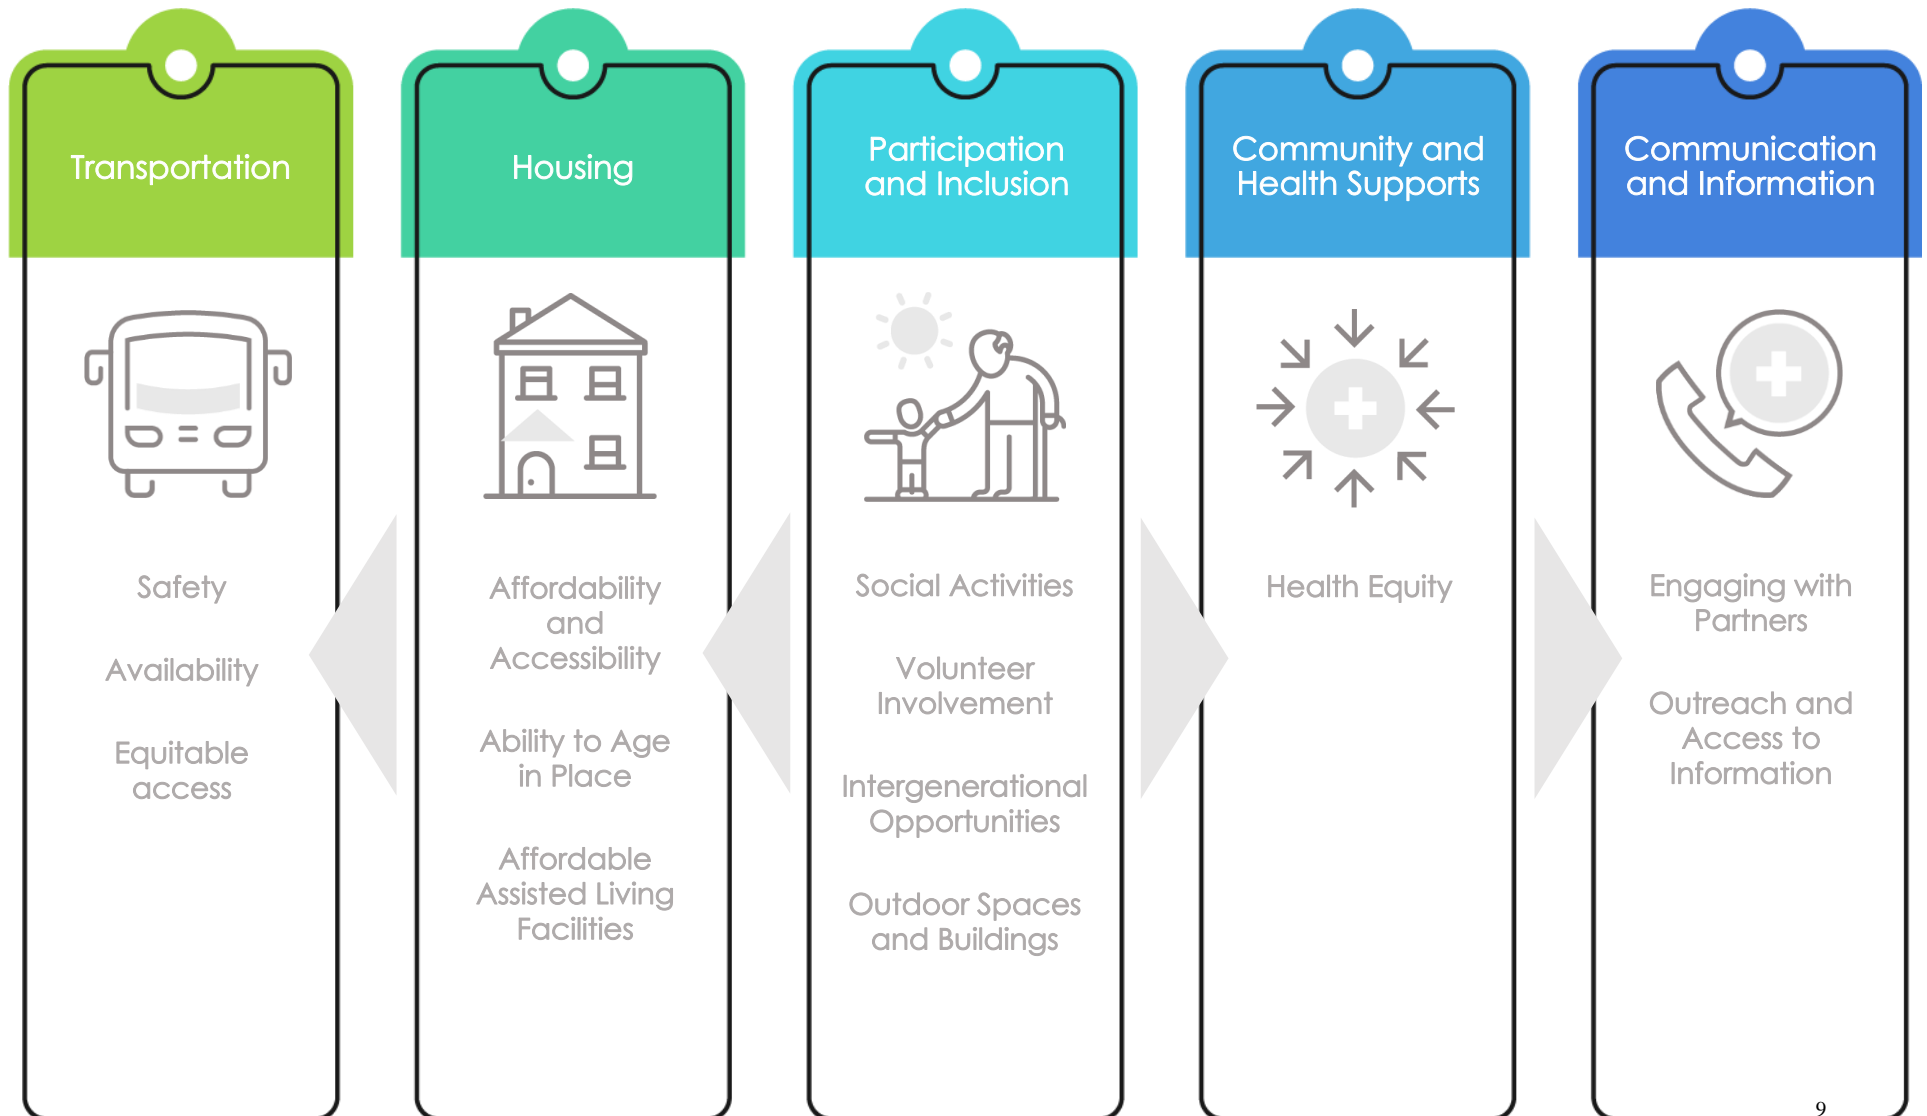 Transportation
Safety
Availability
Equitable
access
Housing
Affordability
and
Accessibility
Ability to Age
in Place
Affordable
Assisted Living
Facilities
Participation
and Inclusion
Social Activities
Volunteer
Involvement
Intergenerational
Opportunities
Outdoor Spaces
and Buildings
Community and
Health Supports
Health Equity
Communication
and Information
Engaging with
Partners
Outreach and
Access to
Information
9